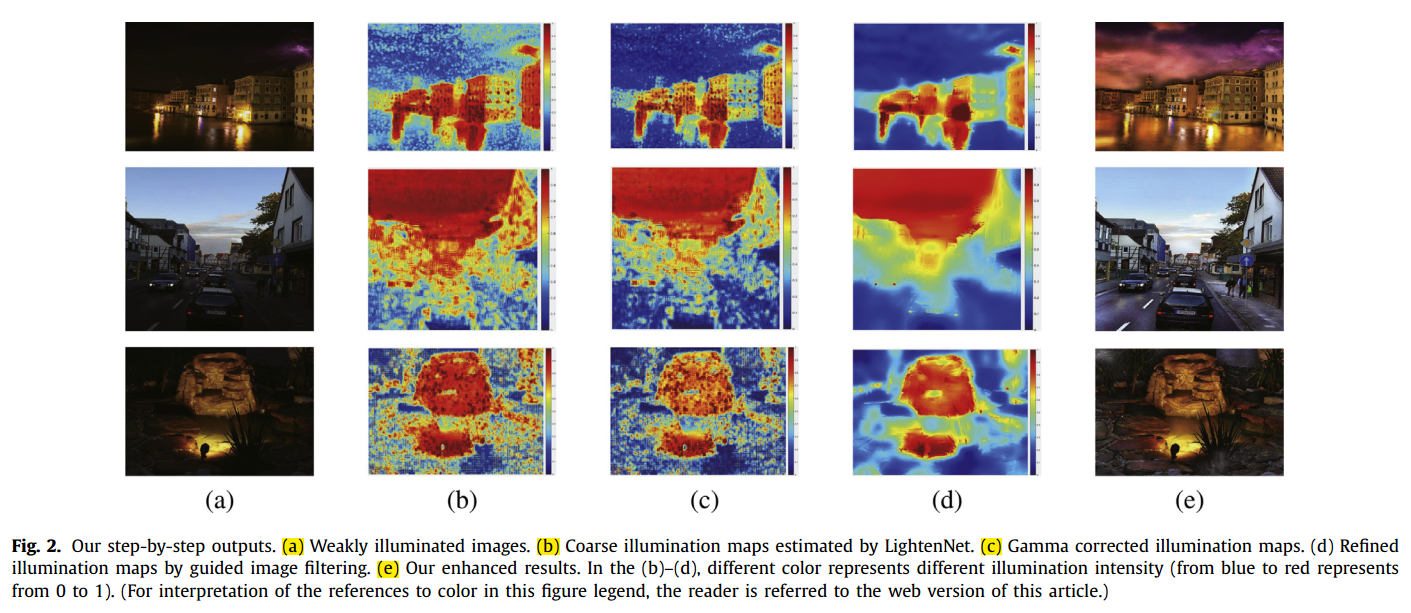 (a) (b) (c) (d) (e)
Fig. 2. Our step-by-step outputs. (a) Weakly illuminated images. (b) Coarse illumination maps estimated by LightenNet. (c) Gamma corrected illumination maps. (d) Refined
illumination maps by guided image filtering. (e) Our enhanced results. In the (b)–(d), different color represents different illumination intensity (from blue to red represents
from 0 to 1). (For interpretation of the references to color in this figure legend, the reader is referred to the web version of this article.)